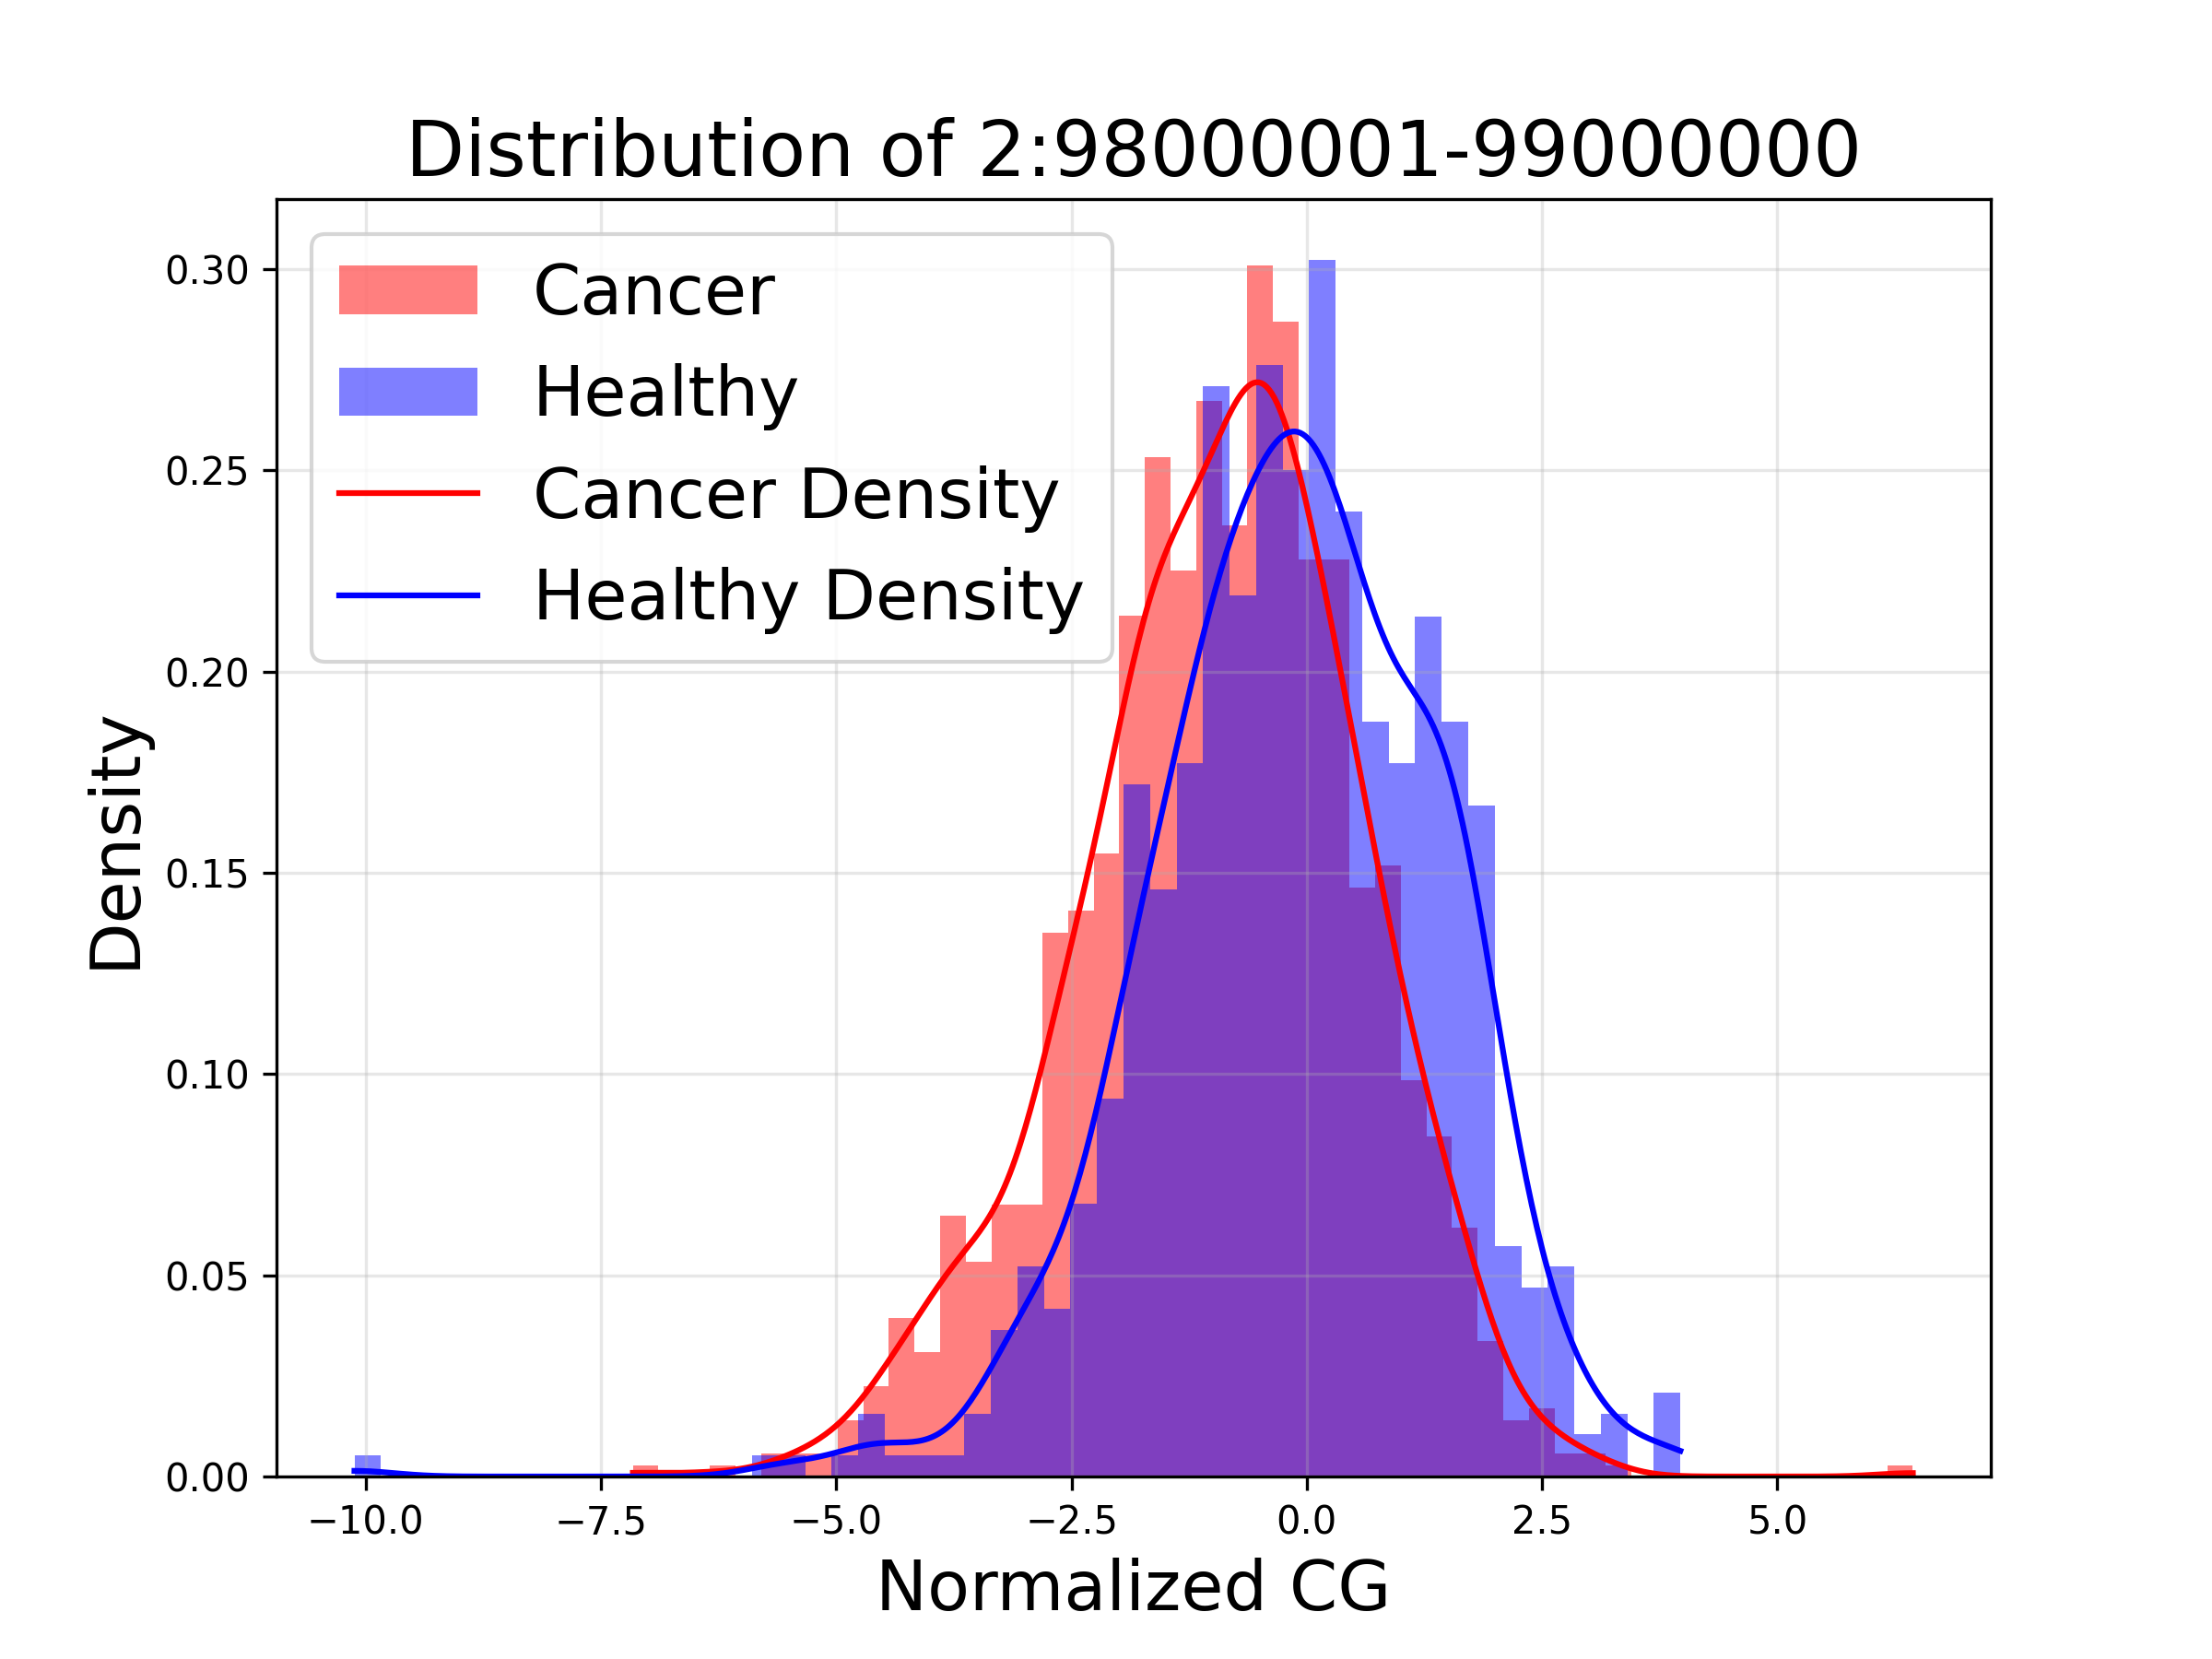 Distribution of 2:98000001-99000000
Cancer
Healthy
Cancer Density
Healthy Density
0.30
0.25
0.20
0.15
0.10
0.05
0.00
Density
−10.0 −7.5 −5.0 −2.5 0.0 2.5 5.0
Normalized CG